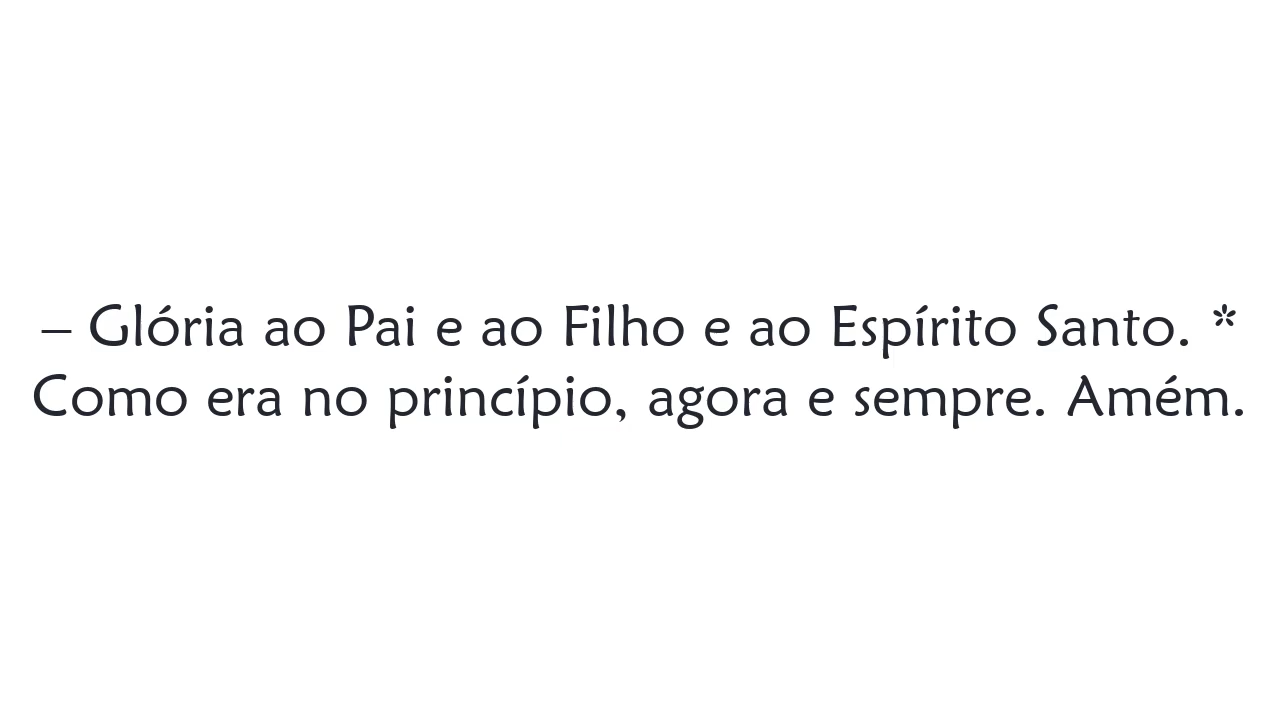 – Glória ao Pai e ao Filho e ao Espírito Santo. *
Como era no princípio, agora e sempre. Amém.